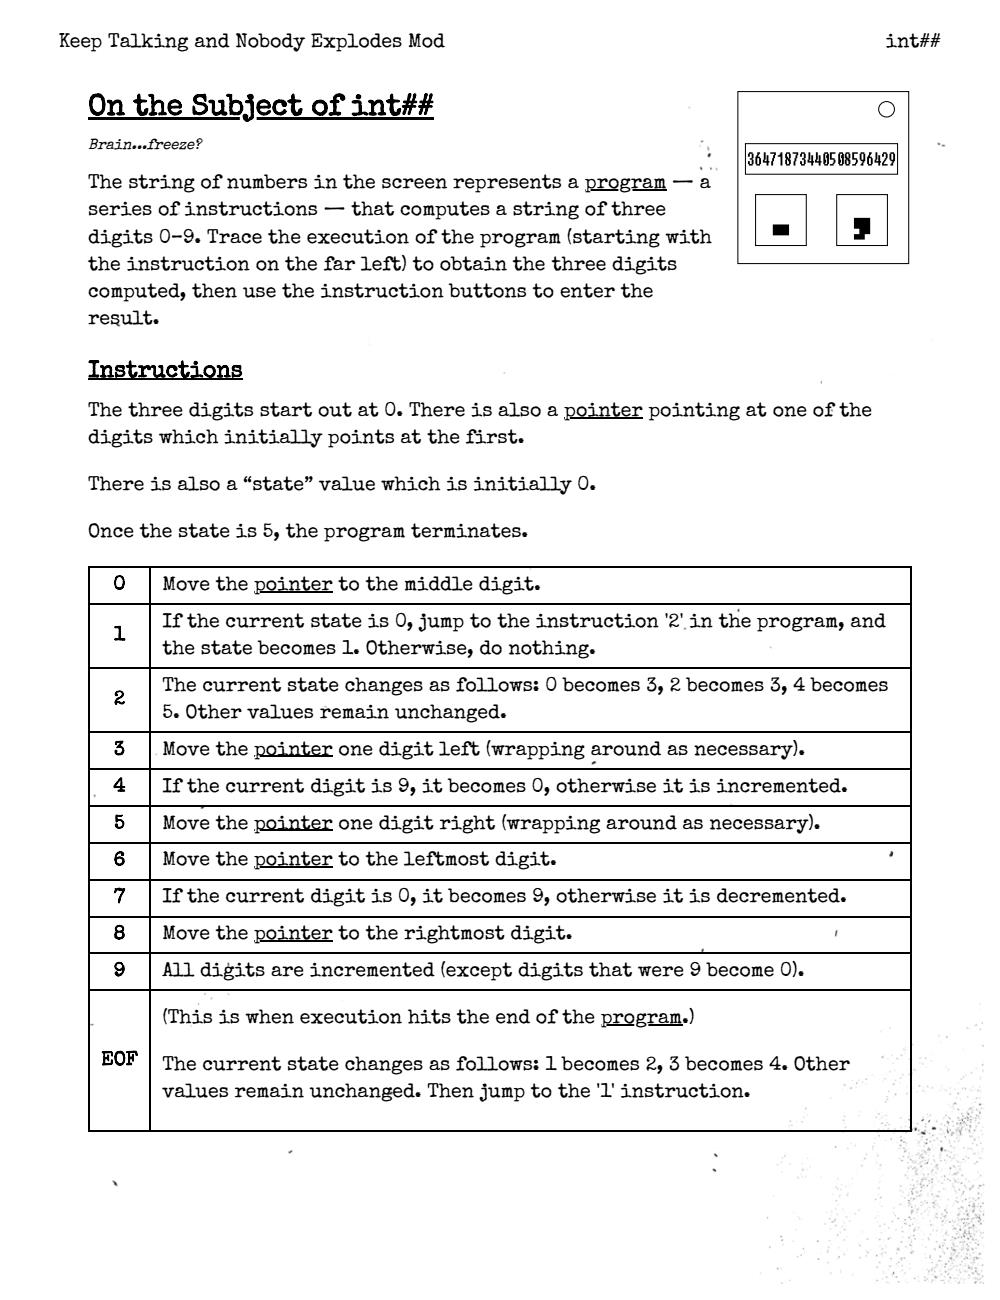 Keep Talking and Nobody Explodes Mod
int##
On the Subject of int##
Brain...freeze?
36471873440508596429
The string of numbers in the screen represents a program — a
series of instructions — that computes a string of three
digits 0–9. Trace the execution of the program (starting with
the instruction on the far left) to obtain the three digits
computed, then use the instruction buttons to enter the
result.
Instructions
The three digits start out at 0. There is also a pointer pointing at one of the
digits which initially points at the first.
There is also a “state” value which is initially 0.
Once the state is 5, the program terminates.
0 Move the pointer to the middle digit.
1 If the current state is 0, jump to the instruction '2' in the program, and
the state becomes 1. Otherwise, do nothing.
2 The current state changes as follows: 0 becomes 3, 2 becomes 3, 4 becomes
5. Other values remain unchanged.
3 Move the pointer one digit left (wrapping around as necessary).
4 If the current digit is 9, it becomes 0, otherwise it is incremented.
5 Move the pointer one digit right (wrapping around as necessary).
6 Move the pointer to the leftmost digit.
7 If the current digit is 0, it becomes 9, otherwise it is decremented.
8 Move the pointer to the rightmost digit.
9 All digits are incremented (except digits that were 9 become 0).
EOF (This is when execution hits the end of the program.)
The current state changes as follows: 1 becomes 2, 3 becomes 4. Other
values remain unchanged. Then jump to the '1' instruction.